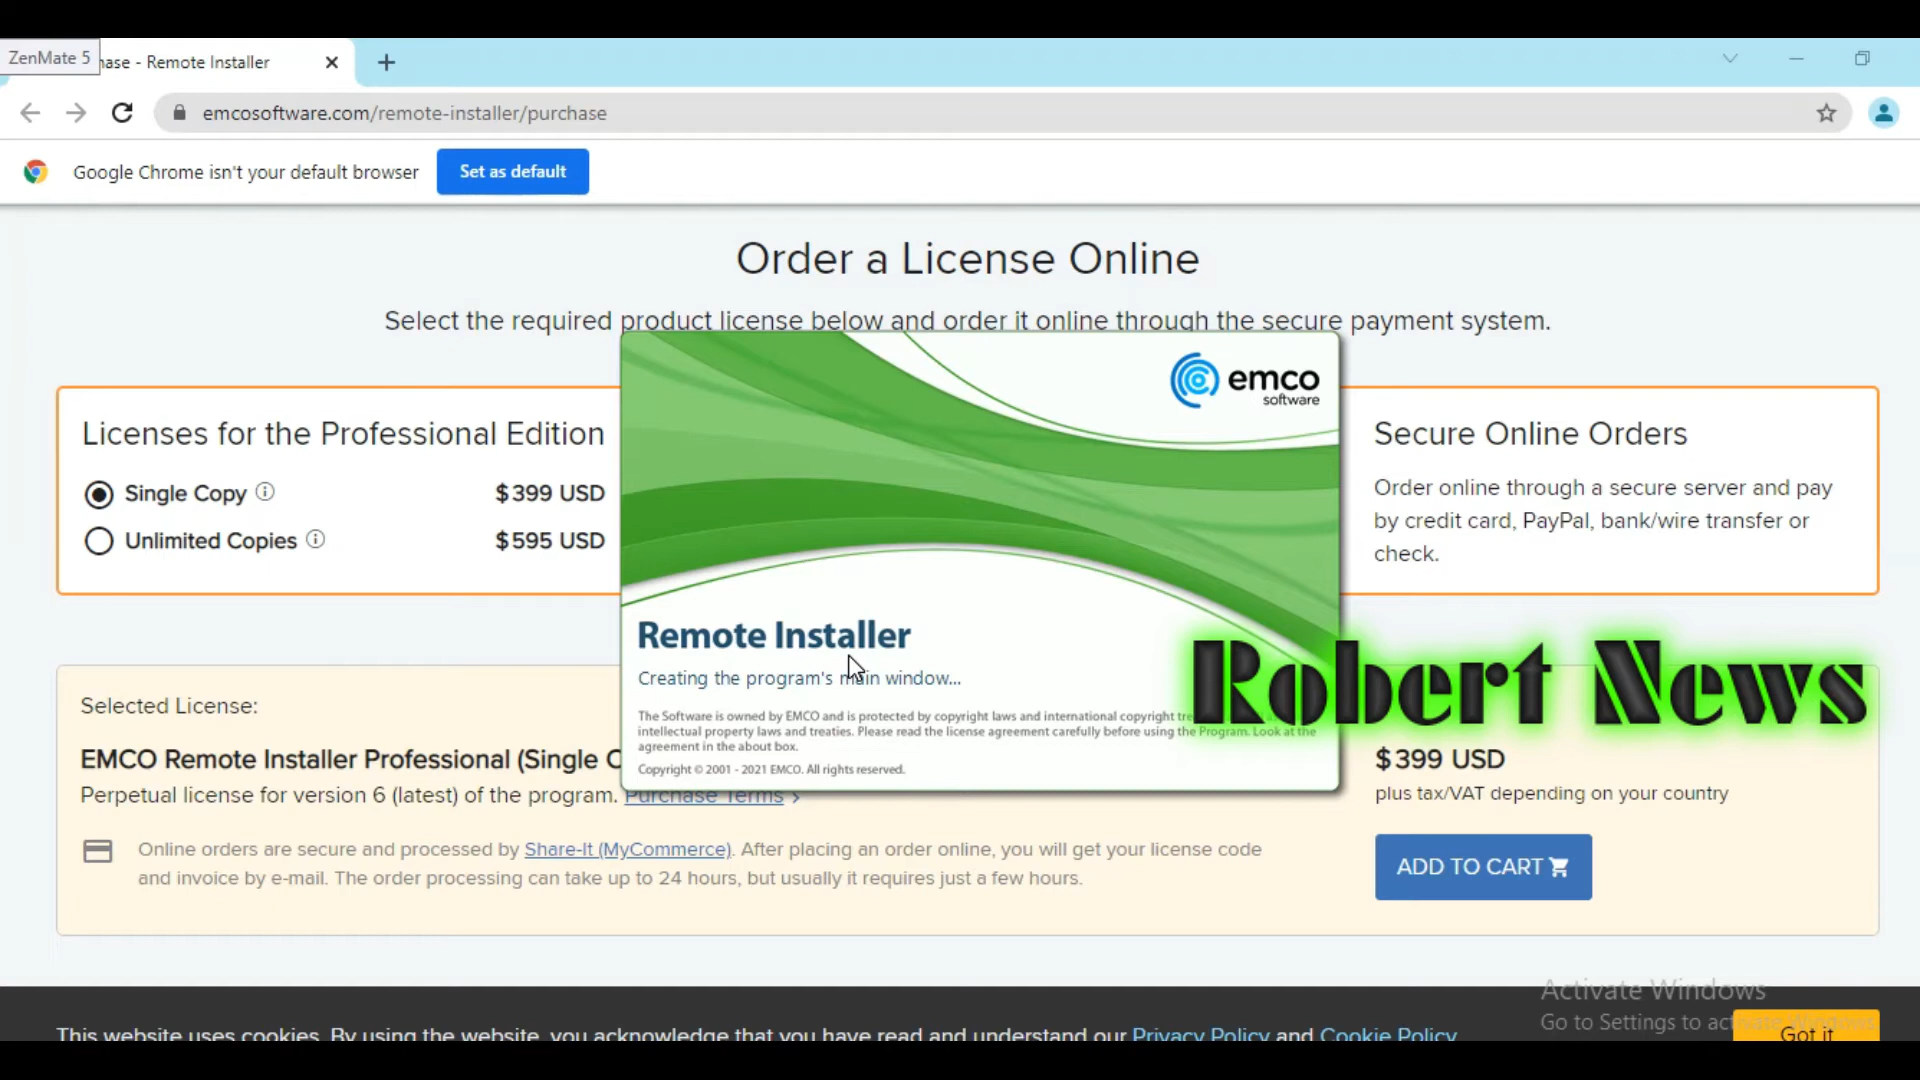 ZenMate 5
hase - Remote Installer
emcosoftware.com/remote-installer/purchase
Google Chrome isn't your default browser
Set as default
Order a License Online
Select the required product license below and order it online through the secure payment system.
emco
software
Licenses for the Professional Edition
Single Copy $399 USD
Unlimited Copies $595 USD
Secure Online Orders
Order online through a secure server and pay
by credit card, PayPal, bank/wire transfer or
check.
Remote Installer
Creating the program's main window...
Robert News
The Software is owned by EMCO and is protected by copyright laws and international copyright
intellectual property laws and treaties. Please read the license agreement carefully before using the Program. Look at the
agreement in the about box.
Copyright © 2001 - 2021 EMCO. All rights reserved.
Selected License:
EMCO Remote Installer Professional (Single
Perpetual license for version 6 (latest) of the program. Purchase Terms >
$399 USD
plus tax/VAT depending on your country
Online orders are secure and processed by Share-It (MyCommerce). After placing an order online, you will get your license code
and invoice by e-mail. The order processing can take up to 24 hours, but usually it requires just a few hours.
ADD TO CART
Activate Windows
Go to Settings to activate Windows.
This website uses cookies. By using the website, you acknowledge that you have read and understand our Privacy Policy and Cookie Policy
Got it